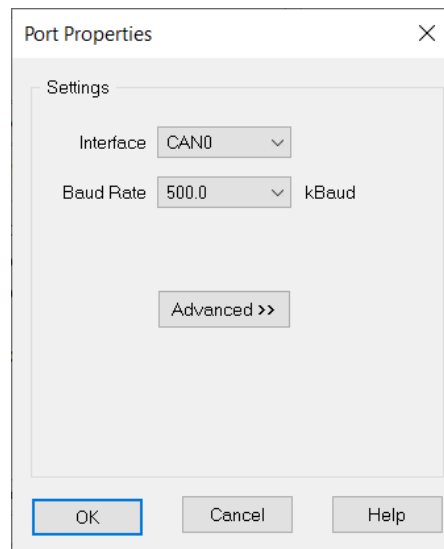 Port Properties
Settings
Interface CAN0
Baud Rate 500.0 kBaud
Advanced >>
OK Cancel Help